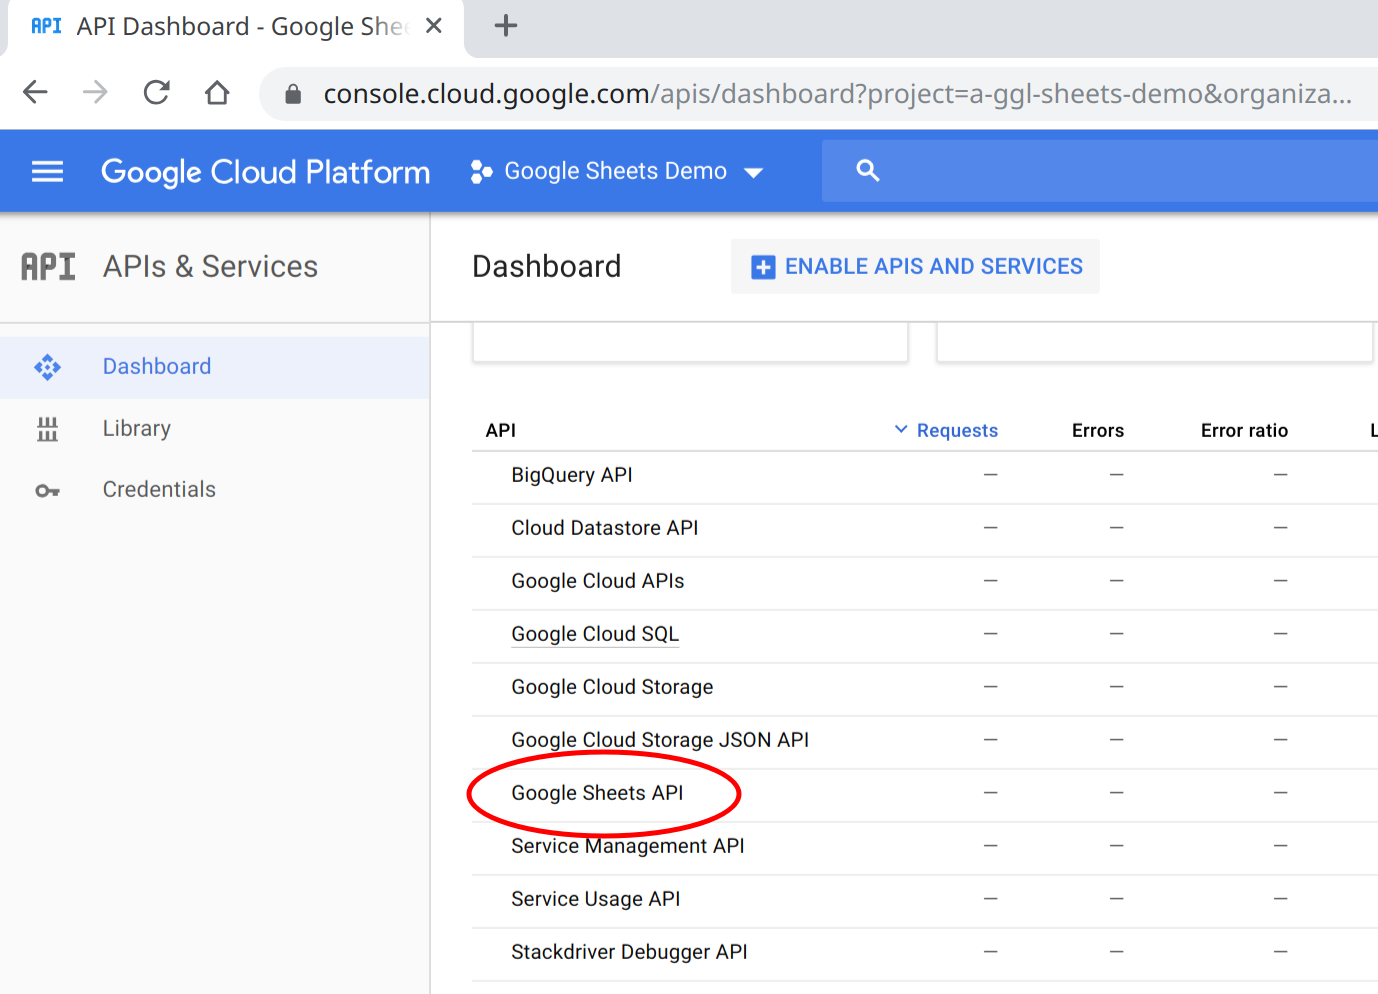 API API Dashboard - Google Shee
console.cloud.google.com/apis/dashboard?project=a-ggl-sheets-demo&organiza...
Google Cloud Platform Google Sheets Demo
API APIs & Services
Dashboard
Library
Credentials
Dashboard ENABLE APIS AND SERVICES
API Requests Errors Error ratio L
BigQuery API — — —
Cloud Datastore API — — —
Google Cloud APIs — — —
Google Cloud SQL — — —
Google Cloud Storage — — —
Google Cloud Storage JSON API — — —
Google Sheets API — — —
Service Management API — — —
Service Usage API — — —
Stackdriver Debugger API — — —